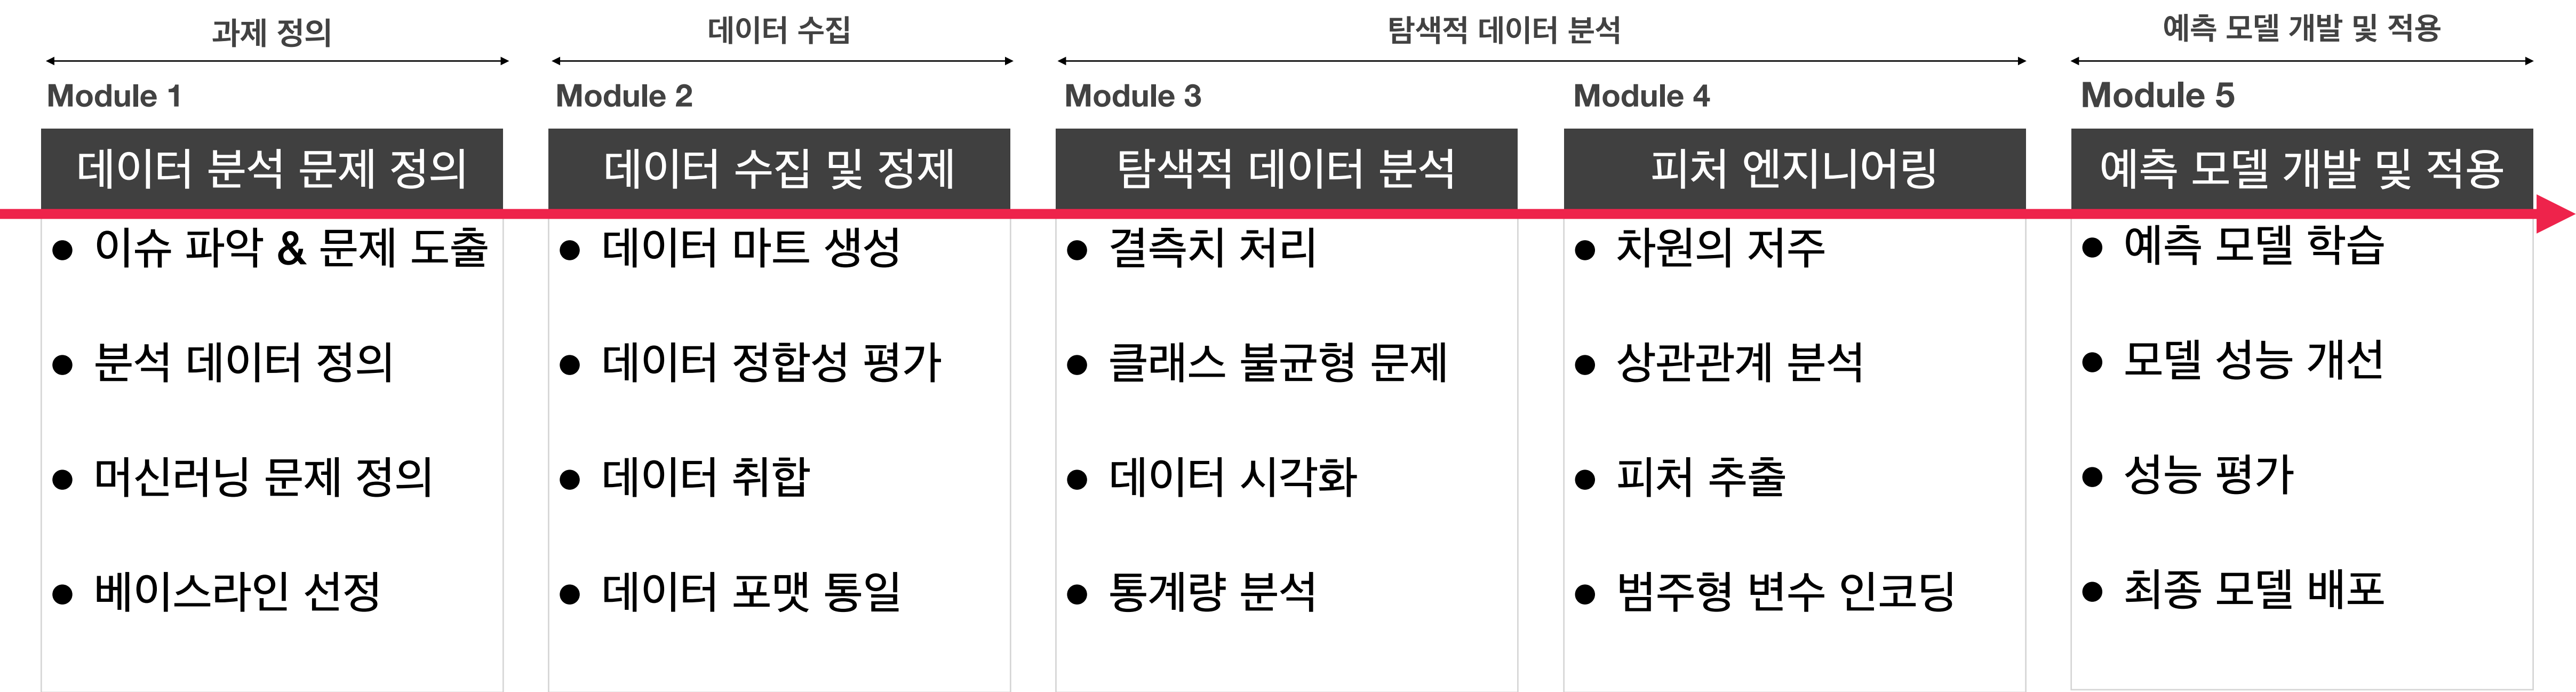 과제 정의
데이터 수집
탐색적 데이터 분석
예측 모델 개발 및 적용
Module 1
Module 2
Module 3
Module 4
Module 5
데이터 분석 문제 정의
데이터 수집 및 정제
탐색적 데이터 분석
피처 엔지니어링
예측 모델 개발 및 적용
● 이슈 파악 & 문제 도출
● 분석 데이터 정의
● 머신러닝 문제 정의
● 베이스라인 선정
● 데이터 마트 생성
● 데이터 정합성 평가
● 데이터 취합
● 데이터 포맷 통일
● 결측치 처리
● 클래스 불균형 문제
● 데이터 시각화
● 통계량 분석
● 차원의 저주
● 상관관계 분석
● 피처 추출
● 범주형 변수 인코딩
● 예측 모델 학습
● 모델 성능 개선
● 성능 평가
● 최종 모델 배포